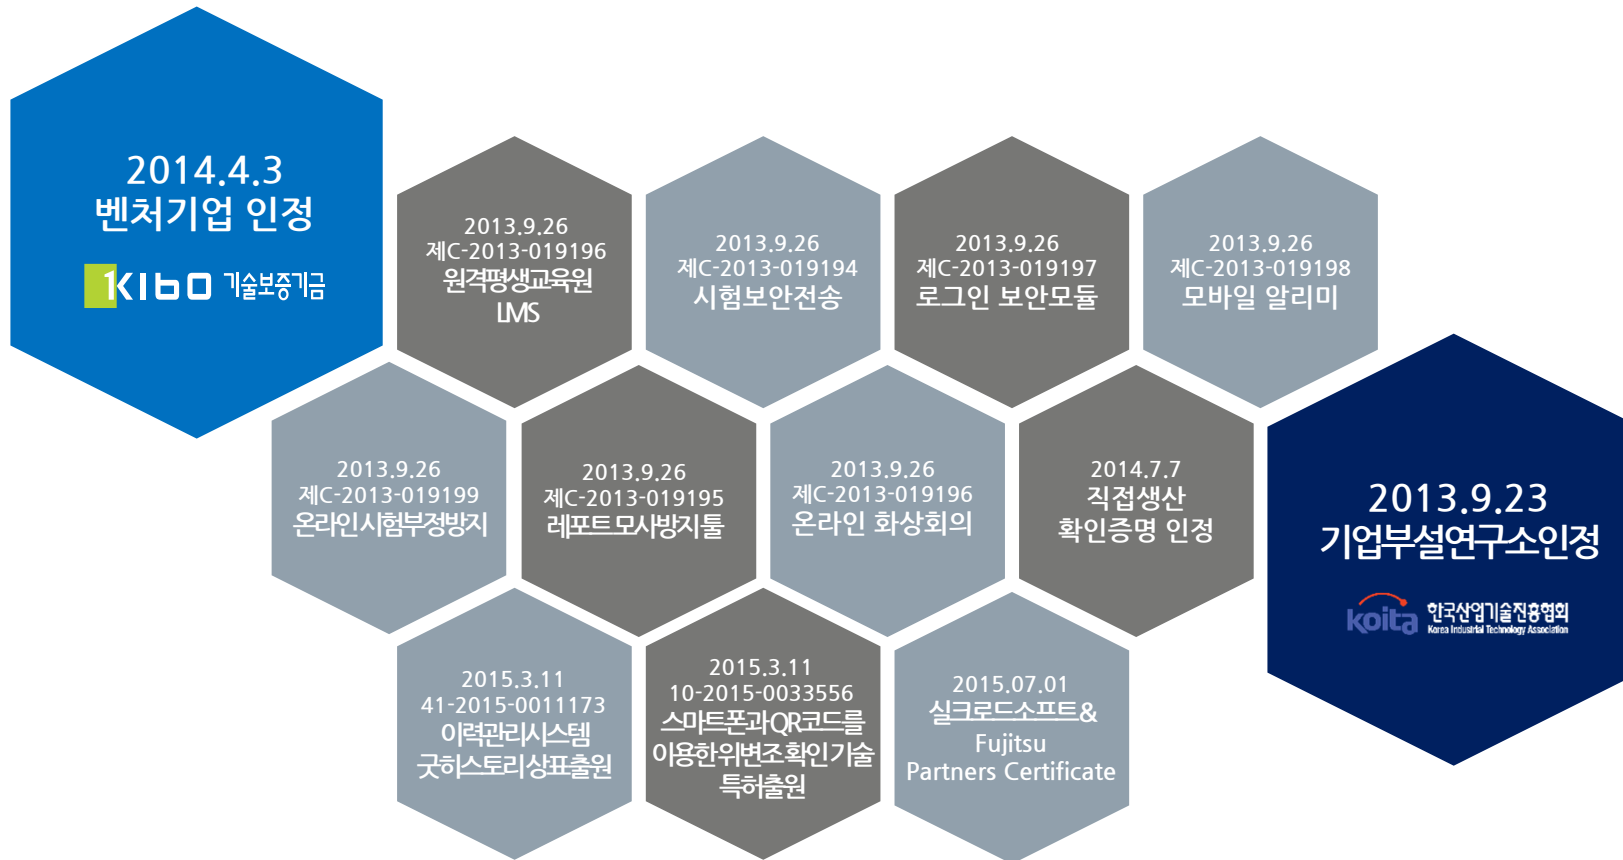 2014.4.3
벤처기업 인정
1KIBO 기술보증기금
2013.9.26
제C-2013-019196
원격평생교육원
LMS
2013.9.26
제C-2013-019194
시험보안전송
2013.9.26
제C-2013-019197
로그인 보안모듈
2013.9.26
제C-2013-019198
모바일 알리미
2013.9.26
제C-2013-019199
온라인 시험부정방지
2013.9.26
제C-2013-019195
레포트 모사방지 툴
2013.9.26
제C-2013-019196
온라인 화상회의
2014.7.7
직접생산
확인증명 인정
2013.9.23
기업부설연구소인정
koita 한국산업기술진흥협회
Korea Industrial Technology Association
2015.3.11
41-2015-0011173
이력관리시스템
굿히스토리 상표출원
2015.3.11
10-2015-0033556
스마트폰과 QR코드를
이용한 위변조 확인 기술
특허출원
2015.07.01
실크로드소프트&
Fujitsu
Partners Certificate